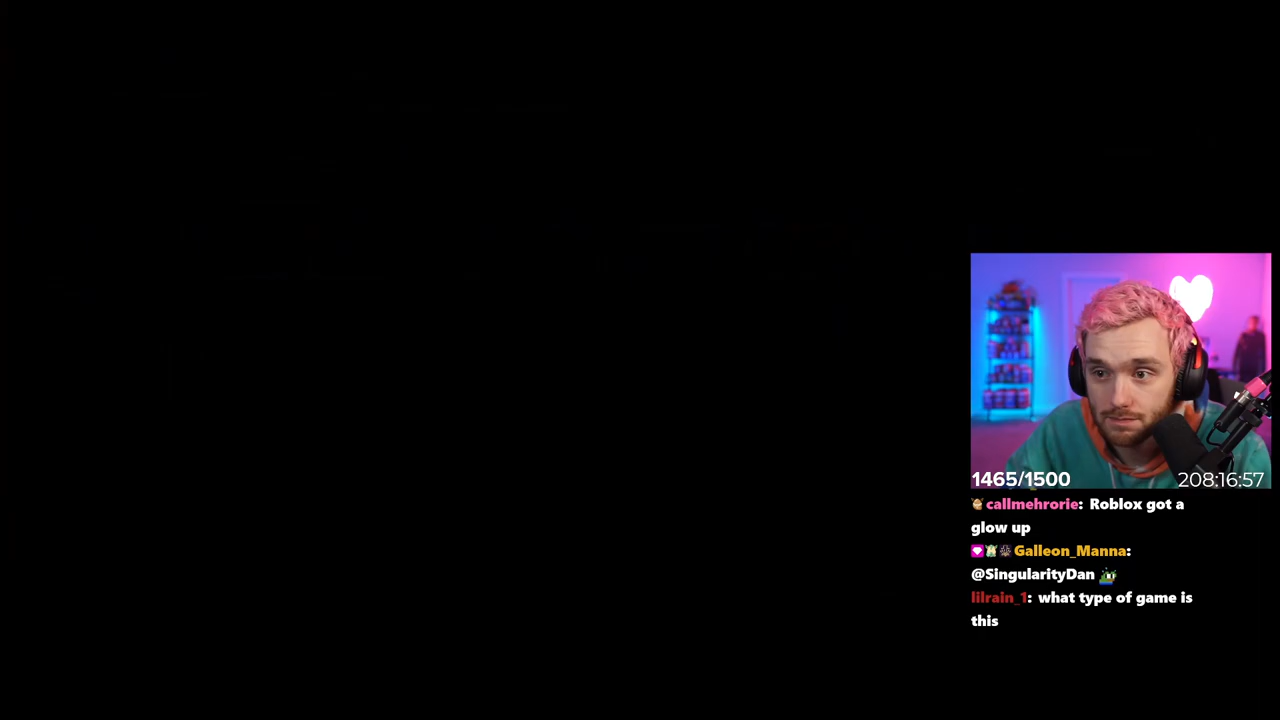 1465/1500
208:16:57
callmehrorie: Roblox got a
glow up
Galleon_Manna:
@SingularityDan
lilrain_1: what type of game is
this